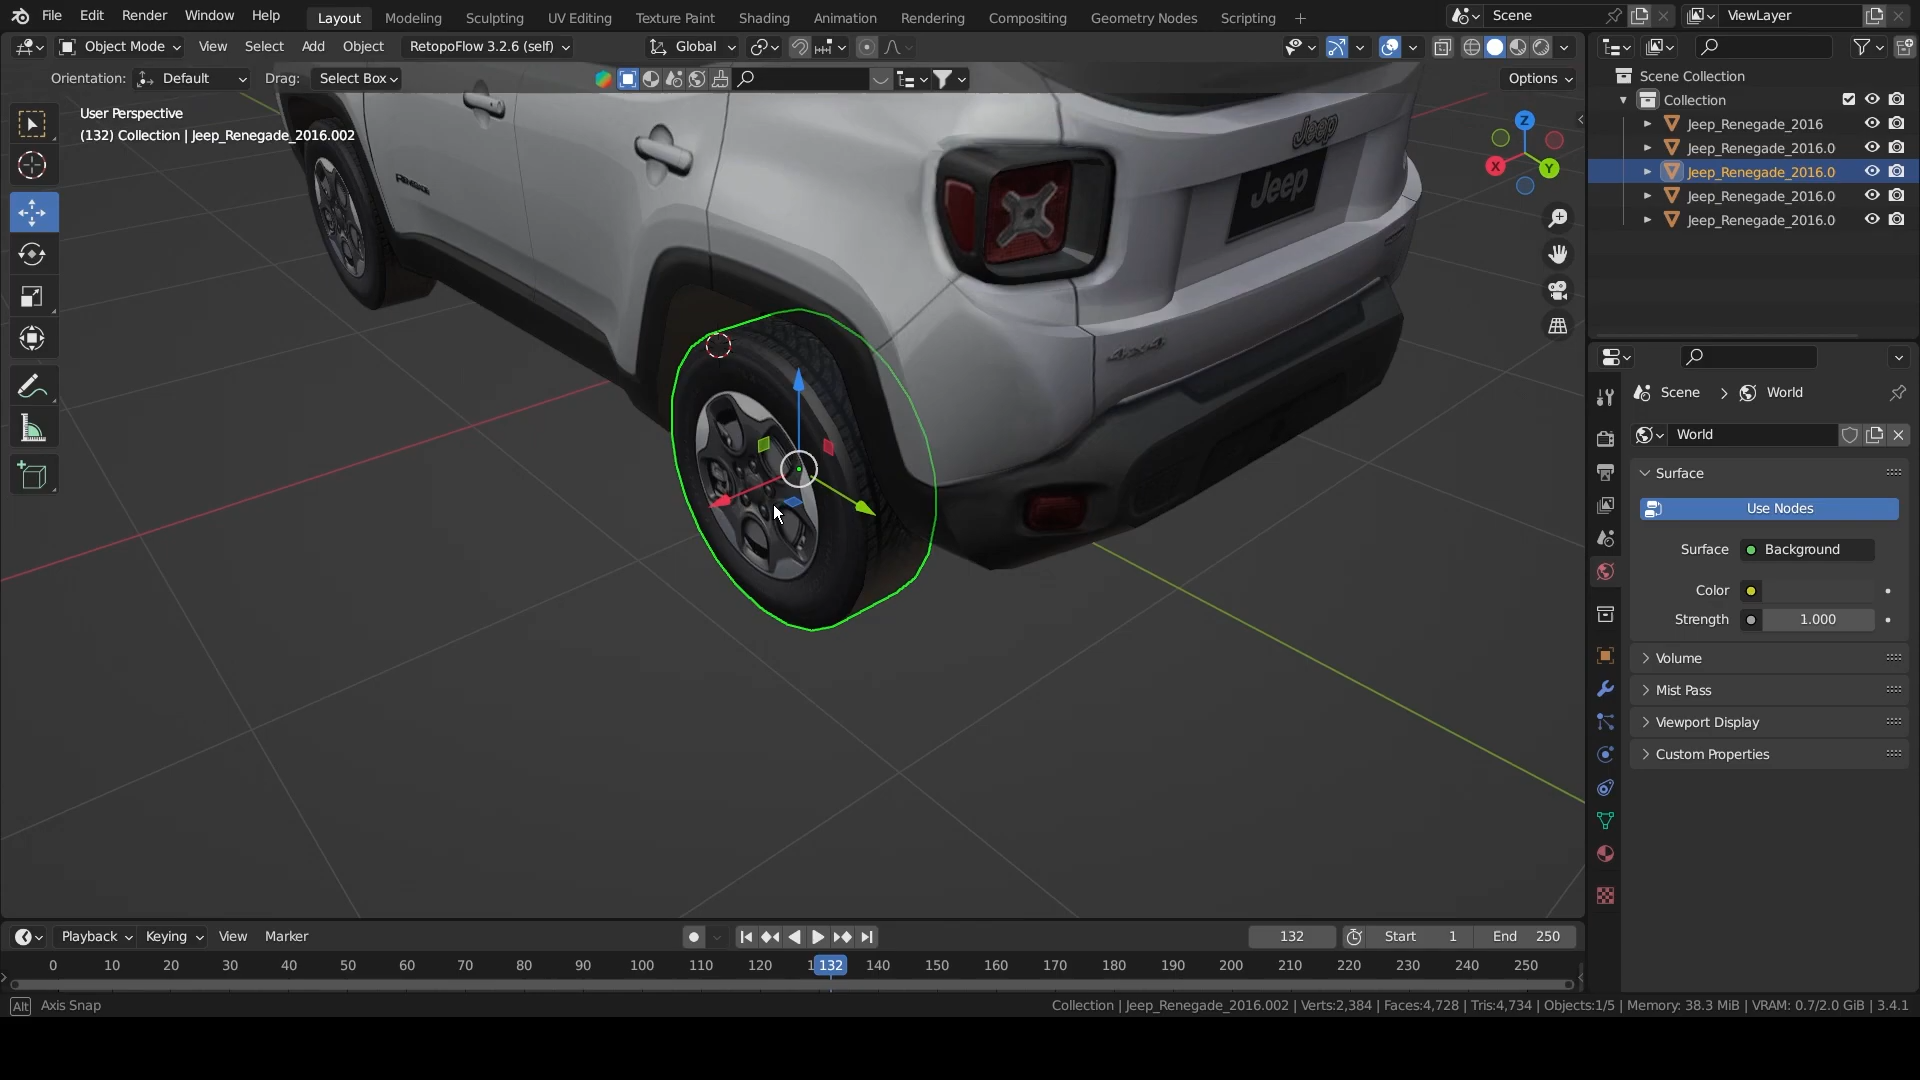 File Edit Render Window Help Layout Modeling Sculpting UV Editing Texture Paint Shading Animation Rendering Compositing Geometry Nodes Scripting + Scene ViewLayer
Object Mode View Select Add Object RetopoFlow 3.2.6 (self) Global
Orientation: Default Drag: Select Box Options
User Perspective
(132) Collection | Jeep_Renegade_2016.002
Scene Collection
Collection
Jeep_Renegade_2016
Jeep_Renegade_2016.0
Jeep_Renegade_2016.0
Jeep_Renegade_2016.0
Jeep_Renegade_2016.0
Z
X
Y
Jeep
Jeep
4x4
Scene > World
World
Surface
Use Nodes
Surface Background
Color
Strength 1.000
Volume
Mist Pass
Viewport Display
Custom Properties
Playback Keying View Marker 132 Start 1 End 250
0 10 20 30 40 50 60 70 80 90 100 110 120 132 140 150 160 170 180 190 200 210 220 230 240 250
Alt Axis Snap
Collection | Jeep_Renegade_2016.002 | Verts:2,384 | Faces:4,728 | Tris:4,734 | Objects:1/5 | Memory: 38.3 MiB | VRAM: 0.7/2.0 GiB | 3.4.1